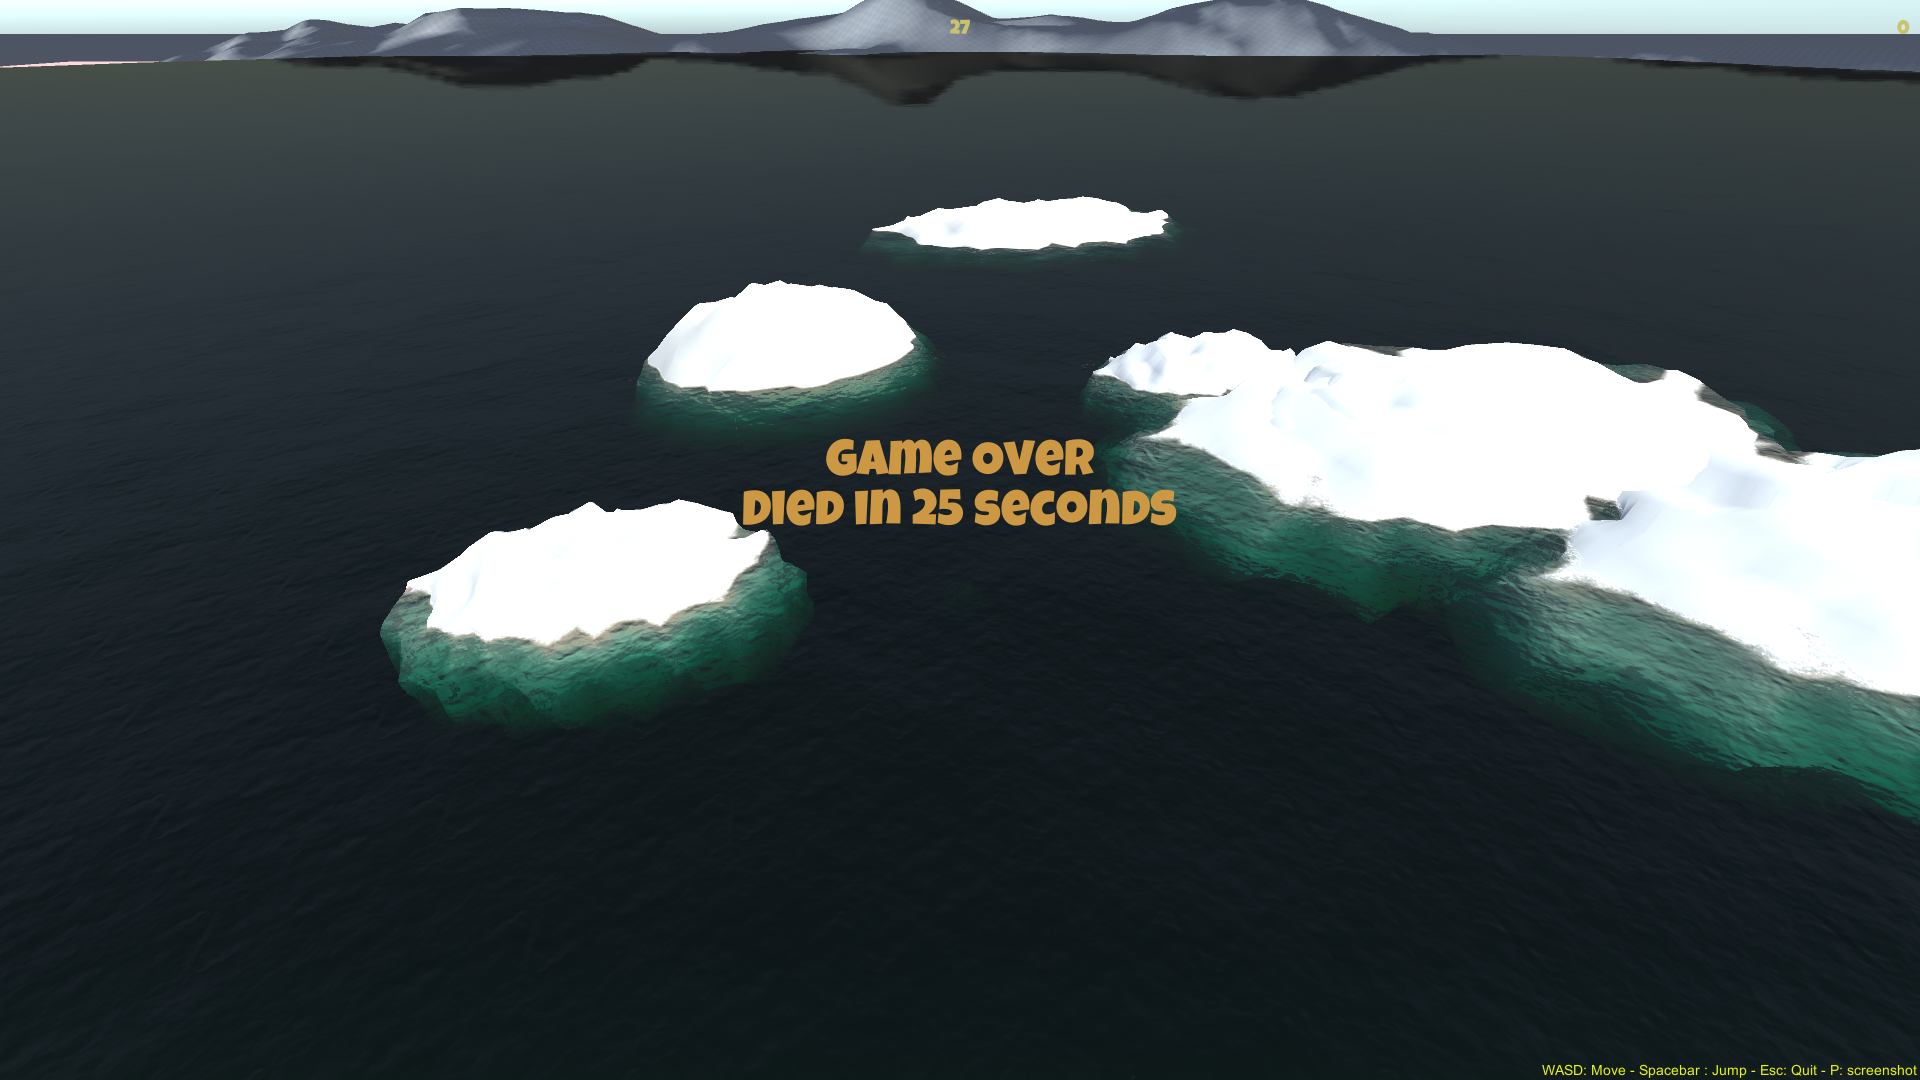 27
0
GAME OVER
DIED IN 25 SECONDS
WASD: Move - Spacebar : Jump - Esc: Quit - P: screenshot